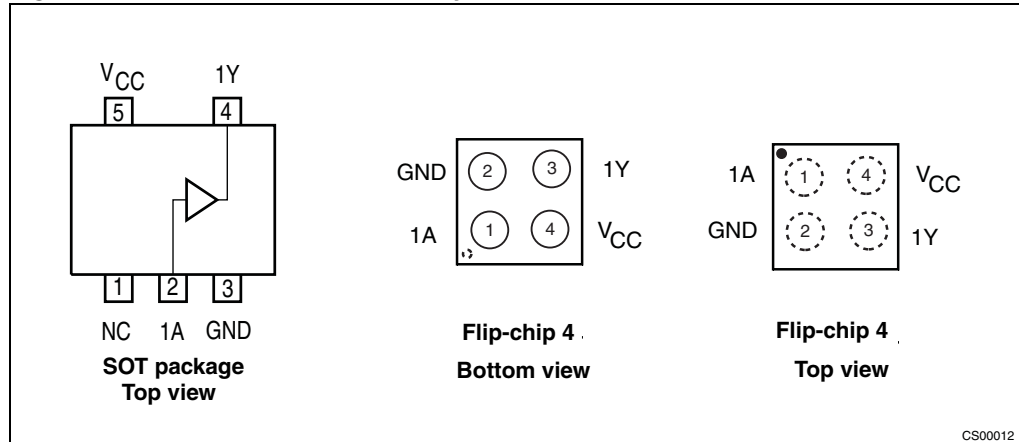 VCC 1Y
5 4
1 2 3
NC 1A GND
SOT package
Top view
GND 2 3 1Y
1A 1 4 VCC
Flip-chip 4
Bottom view
1A 1 4 VCC
GND 2 3 1Y
Flip-chip 4
Top view
CS00012